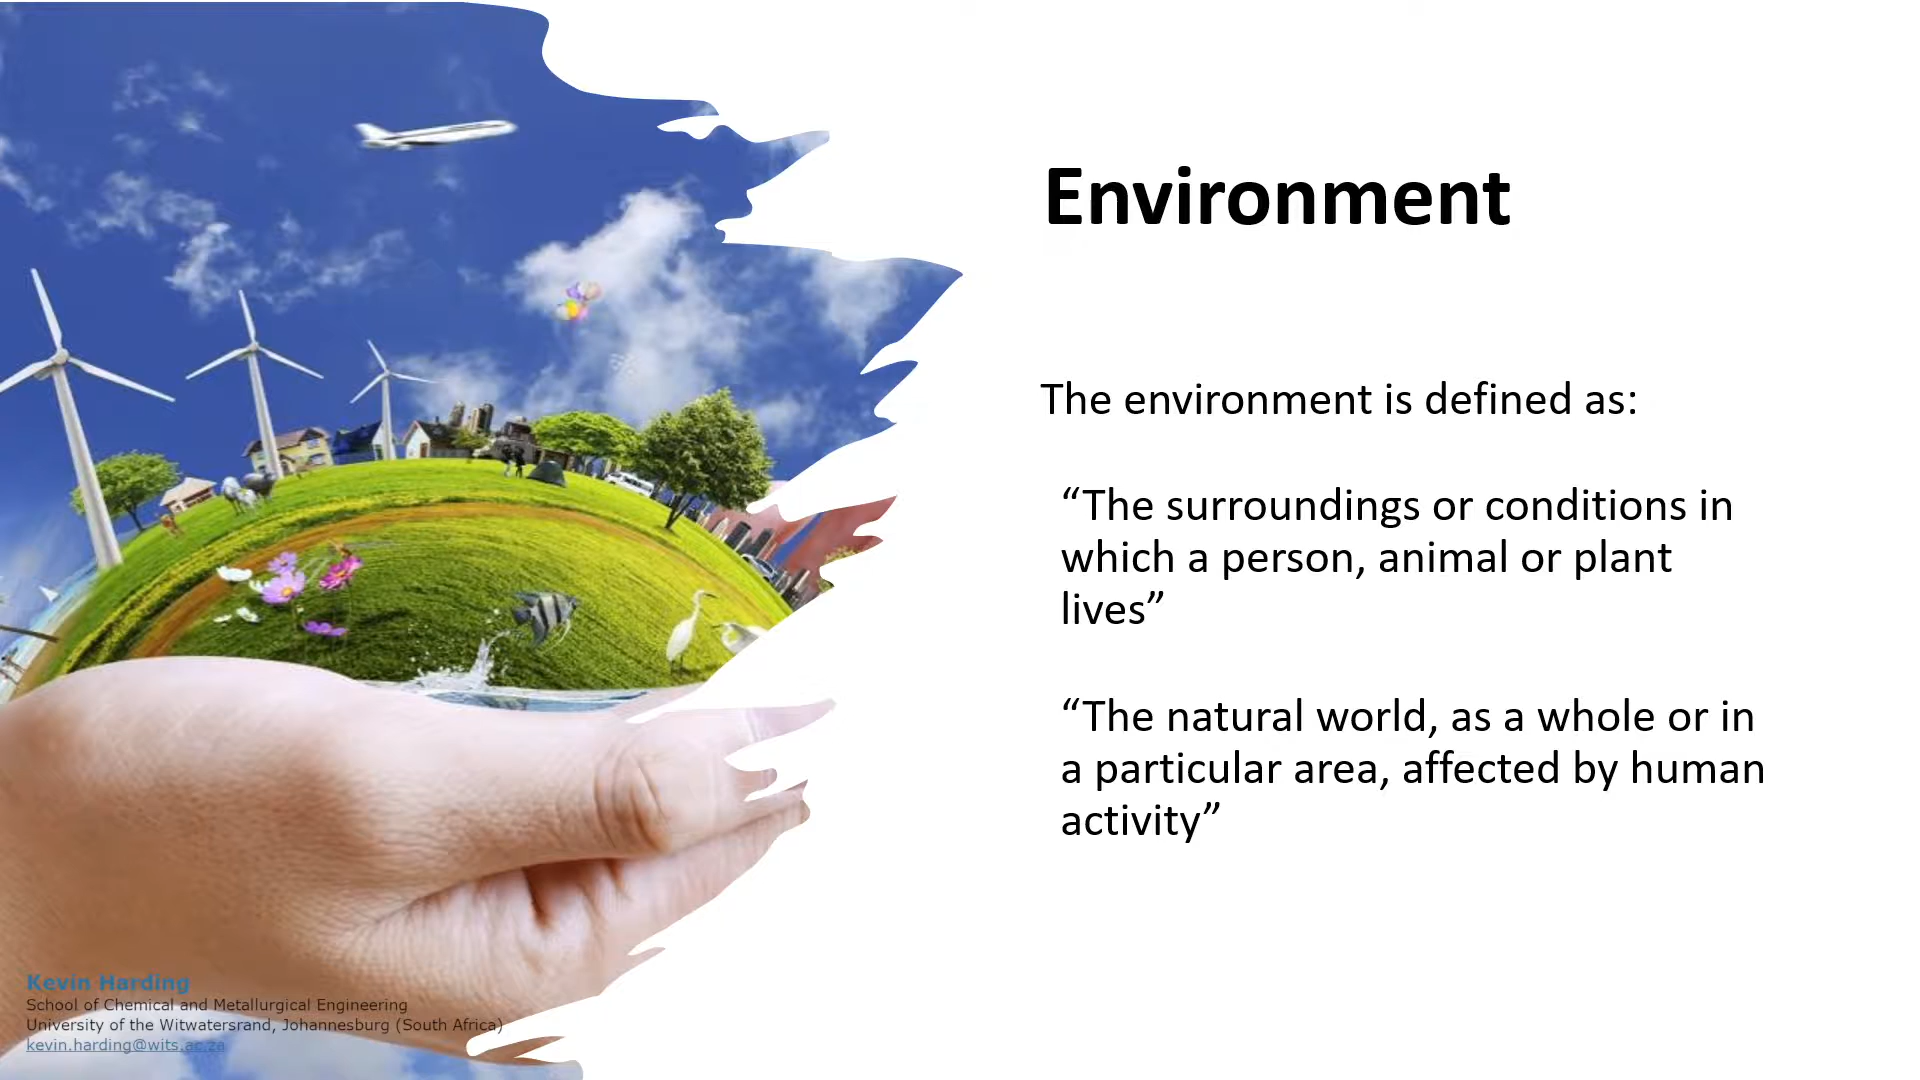 Environment
The environment is defined as:
“The surroundings or conditions in
which a person, animal or plant
lives”
“The natural world, as a whole or in
a particular area, affected by human
activity”
Kevin Harding
School of Chemical and Metallurgical Engineering
University of the Witwatersrand, Johannesburg (South Africa)
kevin.harding@wits.ac.za